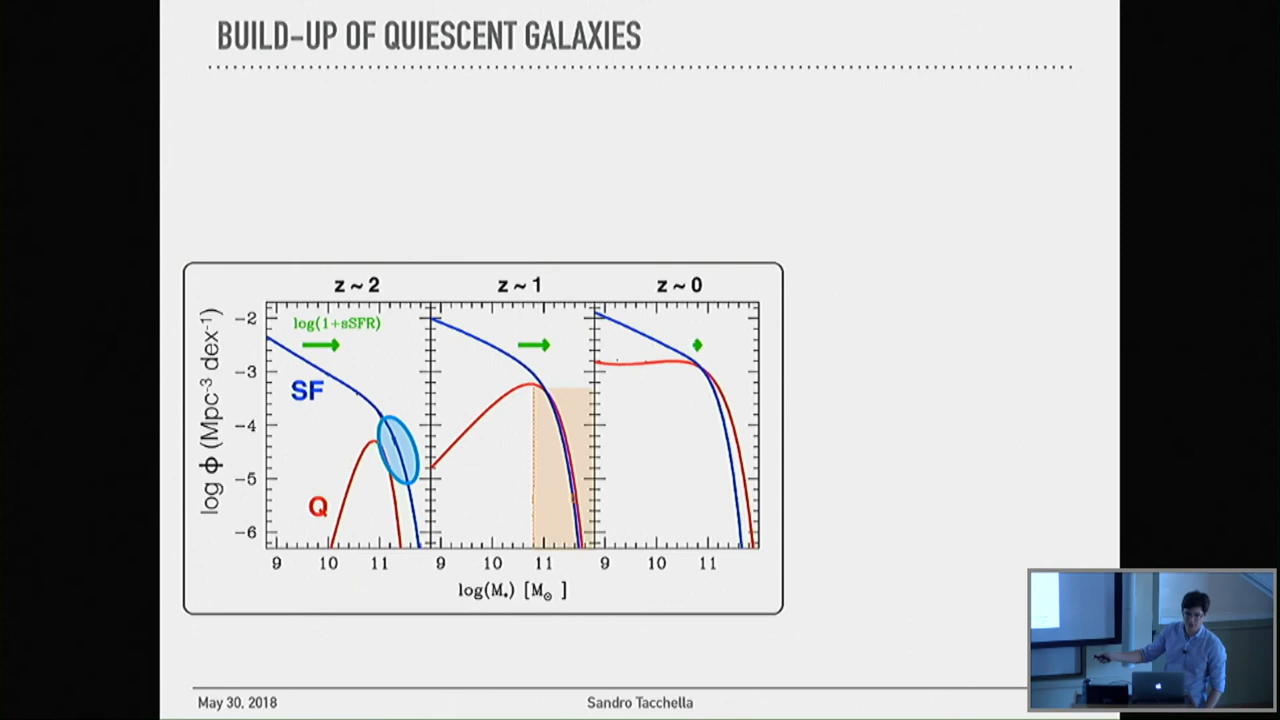 BUILD-UP OF QUIESCENT GALAXIES
z ~ 2 z ~ 1 z ~ 0
log(1+sSFR)
SF
Q
log Φ (Mpc⁻³ dex⁻¹)
−2
−3
−4
−5
−6
9 10 11 9 10 11 9 10 11
log(M⋆) [M☉ ]
May 30, 2018 Sandro Tacchella